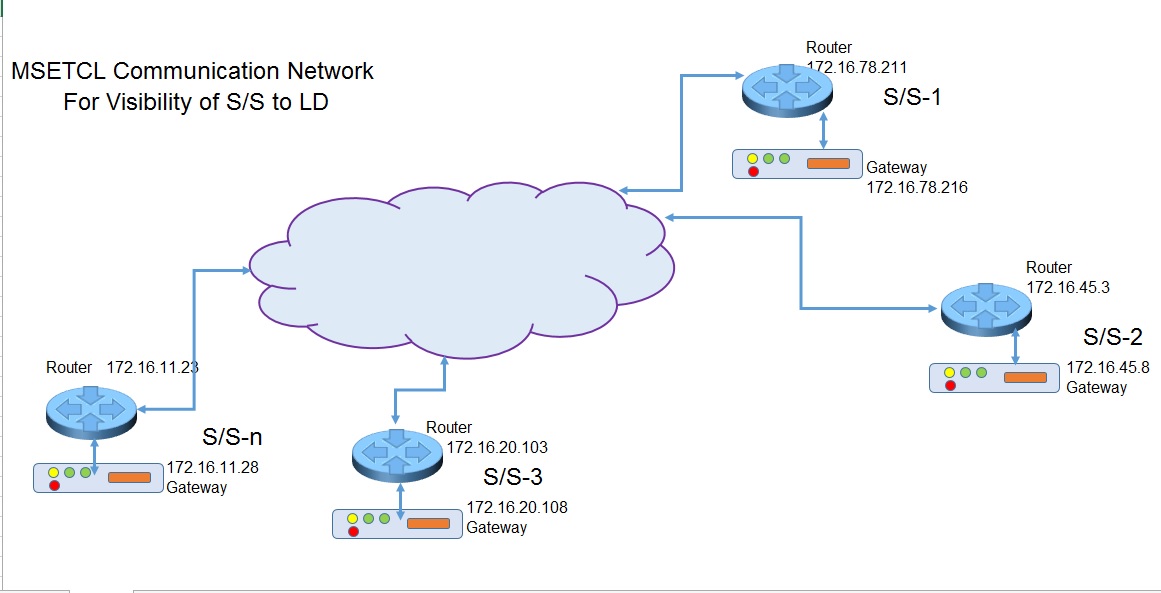 MSETCL Communication Network
For Visibility of S/S to LD
Router
172.16.78.211
S/S-1
Gateway
172.16.78.216
Router
172.16.45.3
S/S-2
172.16.45.8
Gateway
Router 172.16.11.23
S/S-n
172.16.11.28
Gateway
Router
172.16.20.103
S/S-3
172.16.20.108
Gateway